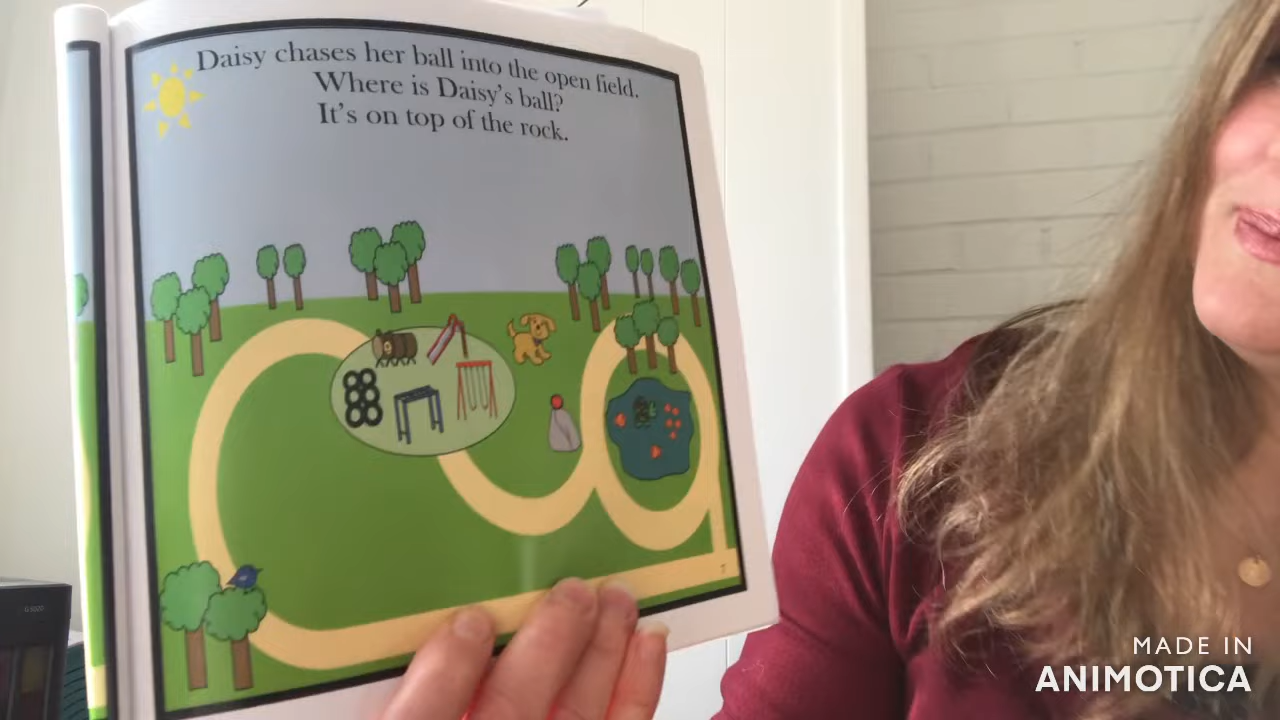 Daisy chases her ball into the open field.
Where is Daisy's ball?
It's on top of the rock.
7
MADE IN
ANIMOTICA